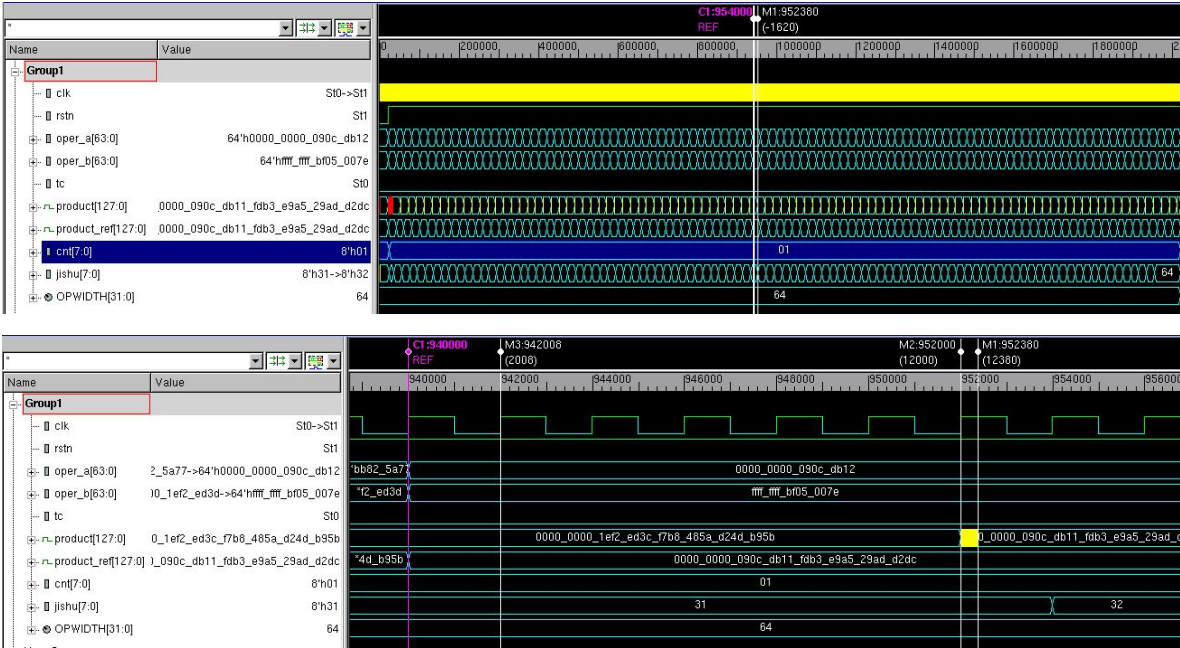 C1:954000 M1:952380
REF (-1620)
*
Name Value
0 200000 400000 600000 800000 1000000 1200000 1400000 1600000 1800000 2
Group1
clk St0->St1
rstn St1
oper_a[63:0] 64'h0000_0000_090c_db12
oper_b[63:0] 64'hffff_ffff_bf05_007e
tc St0
product[127:0] _0000_090c_db11_fdb3_e9a5_29ad_d2dc
product_ref[127:0] _0000_090c_db11_fdb3_e9a5_29ad_d2dc
cnt[7:0] 8'h01 01
jishu[7:0] 8'h31->8'h32 64
OPWIDTH[31:0] 64 64
C1:940000 M3:942008 M2:952000 M1:952380
REF (2008) (12000) (12380)
*
Name Value
940000 942000 944000 946000 948000 950000 952000 954000 956000
Group1
clk St0->St1
rstn St1
oper_a[63:0] 2_5a77->64'h0000_0000_090c_db12 *bb82_5a77 0000_0000_090c_db12
oper_b[63:0] )0_1ef2_ed3d->64'hffff_ffff_bf05_007e *f2_ed3d ffff_ffff_bf05_007e
tc St0
product[127:0] 0_1ef2_ed3c_f7b8_485a_d24d_b95b 0000_0000_1ef2_ed3c_f7b8_485a_d24d_b95b 0_0000_090c_db11_fdb3_e9a5_29ad_d
product_ref[127:0] )_090c_db11_fdb3_e9a5_29ad_d2dc *4d_b95b 0000_0000_090c_db11_fdb3_e9a5_29ad_d2dc
cnt[7:0] 8'h01 01
jishu[7:0] 8'h31 31 32
OPWIDTH[31:0] 64 64